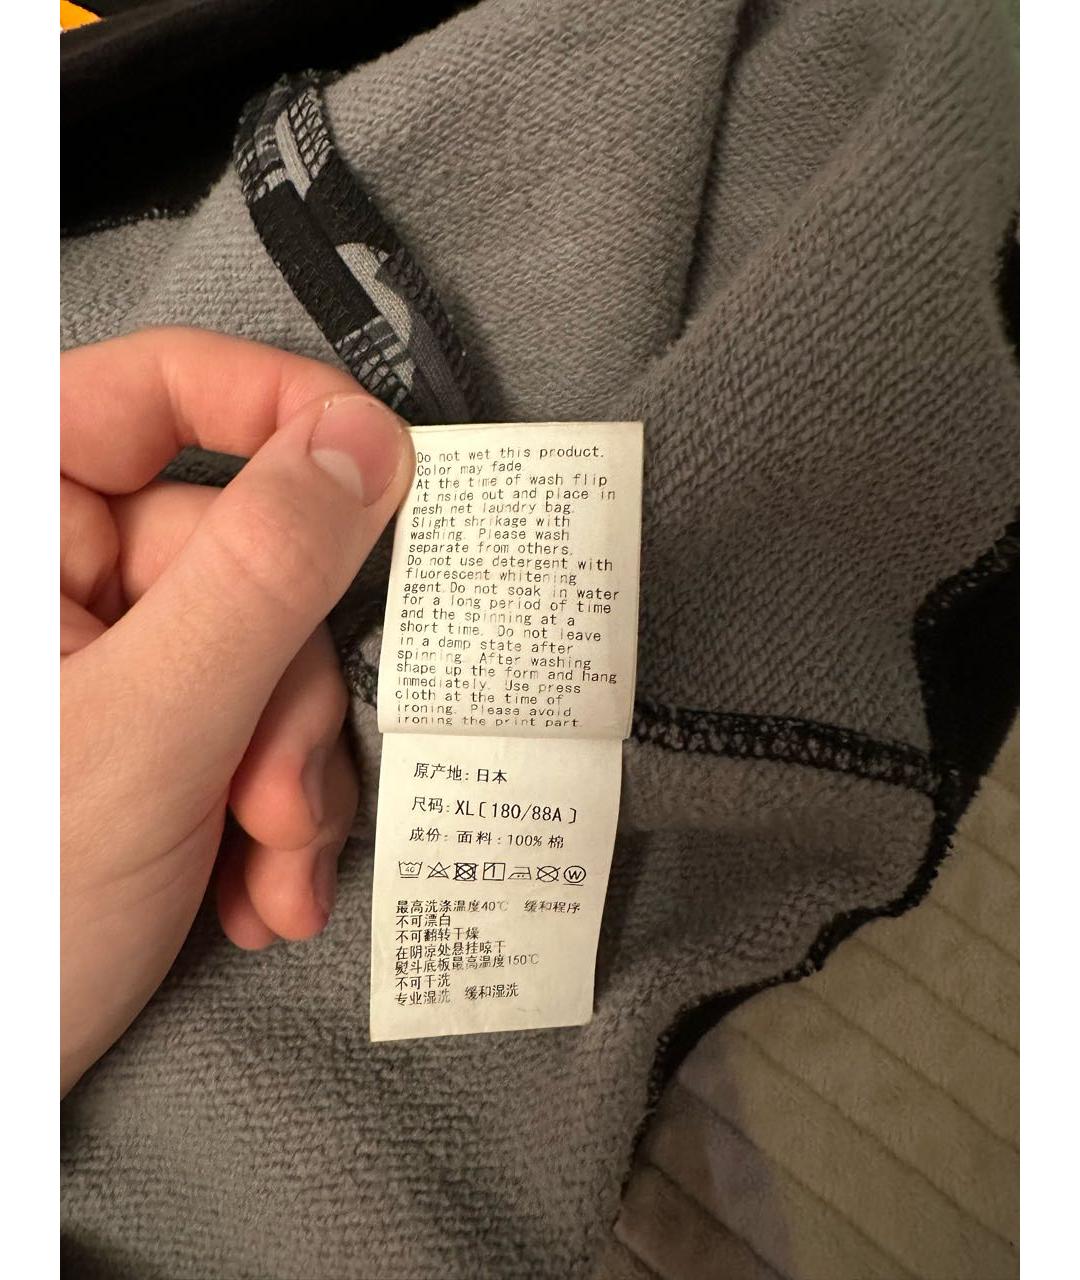 Do not wet this product.
Color may fade
At the time of wash flip
it nside out and place in
mesh net laundry bag.
Slight shrikage with
washing. Please wash
separate from others.
Do not use detergent with
fluorescent whitening
agent.Do not soak in water
for a long period of time
and the spinning at a
short time. Do not leave
in a damp state after
spinning. After washing
shape up the form and hang
immediately. Use press
cloth at the time of
ironing. Please avoid
ironing the print part.
原产地:日本
尺码:XL[180/88A]
成份:面料:100%棉
40 W
最高洗涤温度40℃ 缓和程序
不可漂白
不可翻转干燥
在阴凉处悬挂晾干
熨斗底板最高温度150℃
不可干洗
专业湿洗 缓和湿洗